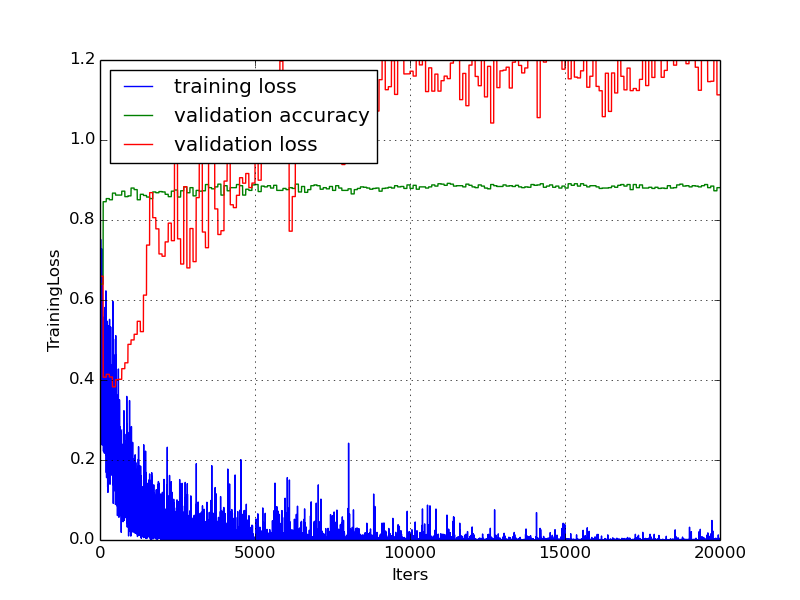 1.2
1.0
0.8
0.6
0.4
0.2
0.0
TrainingLoss
training loss
validation accuracy
validation loss
0
5000
10000
15000
20000
Iters